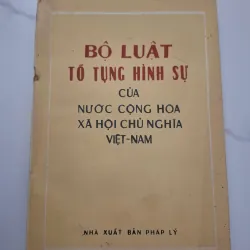 BỘ LUẬT
TỐ TỤNG HÌNH SỰ
CỦA
NƯỚC CỘNG HÒA
XÃ HỘI CHỦ NGHĨA
VIỆT-NAM
NHÀ XUẤT BẢN PHÁP LÝ